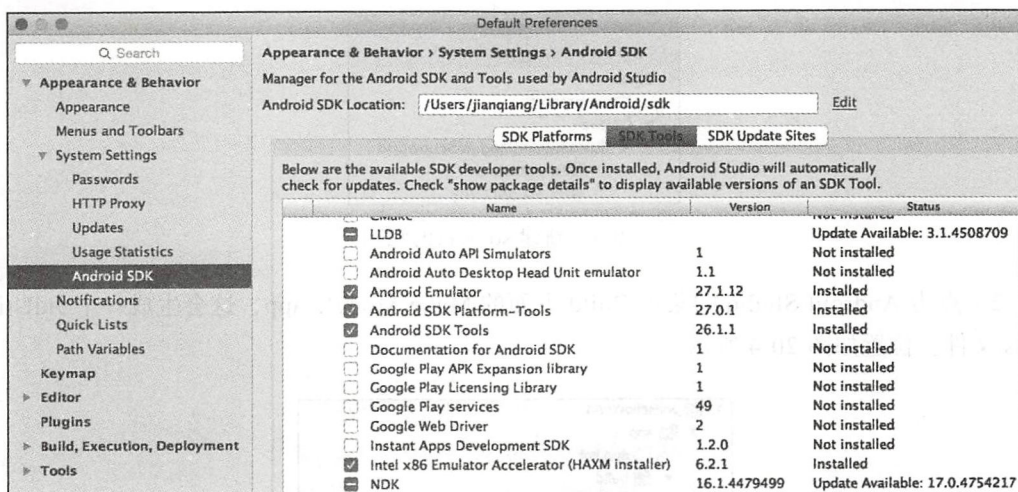 Default Preferences
Search
Appearance & Behavior
Appearance
Menus and Toolbars
System Settings
Passwords
HTTP Proxy
Updates
Usage Statistics
Android SDK
Notifications
Quick Lists
Path Variables
Keymap
Editor
Plugins
Build, Execution, Deployment
Tools
Appearance & Behavior › System Settings › Android SDK
Manager for the Android SDK and Tools used by Android Studio
Android SDK Location: /Users/jianqiang/Library/Android/sdk Edit
SDK Platforms SDK Tools SDK Update Sites
Below are the available SDK developer tools. Once installed, Android Studio will automatically
check for updates. Check "show package details" to display available versions of an SDK Tool.
Name Version Status
CMake Not installed
LLDB Update Available: 3.1.4508709
Android Auto API Simulators 1 Not installed
Android Auto Desktop Head Unit emulator 1.1 Not installed
Android Emulator 27.1.12 Installed
Android SDK Platform-Tools 27.0.1 Installed
Android SDK Tools 26.1.1 Installed
Documentation for Android SDK 1 Not installed
Google Play APK Expansion library 1 Not installed
Google Play Licensing Library 1 Not installed
Google Play services 49 Not installed
Google Web Driver 2 Not installed
Instant Apps Development SDK 1.2.0 Not installed
Intel x86 Emulator Accelerator (HAXM installer) 6.2.1 Installed
NDK 16.1.4479499 Update Available: 17.0.4754217